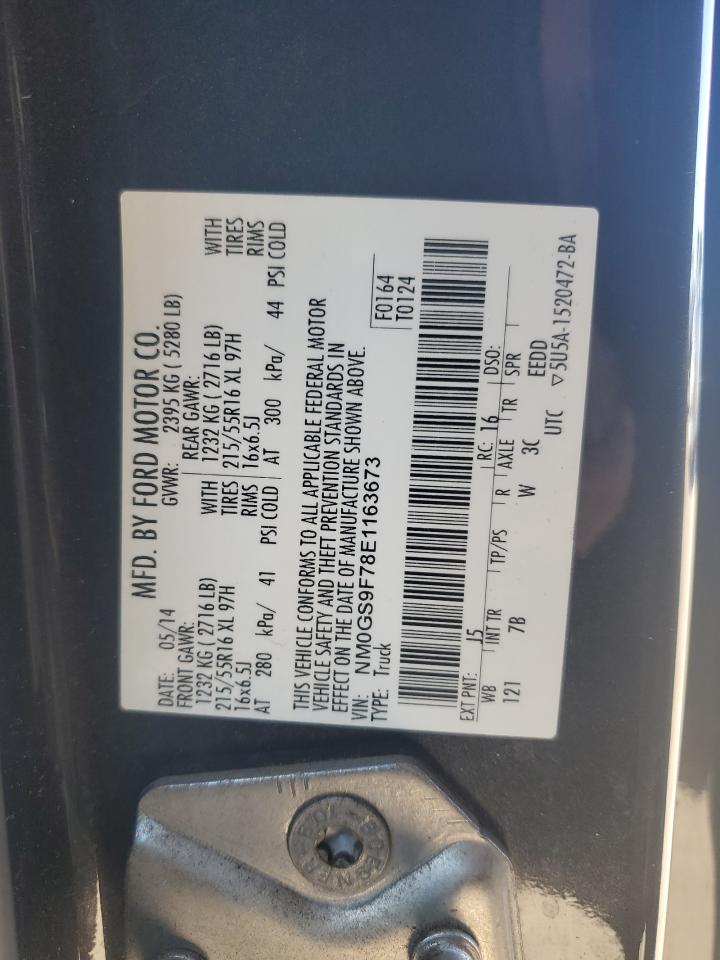 MFD. BY FORD MOTOR CO.
DATE: 05/14 GVWR: 2395 KG ( 5280 LB)
FRONT GAWR: REAR GAWR:
1232 KG ( 2716 LB) WITH 1232 KG ( 2716 LB) WITH
215/55R16 XL 97H TIRES 215/55R16 XL 97H TIRES
16x6.5J RIMS 16x6.5J RIMS
AT 280 kPa/ 41 PSI COLD AT 300 kPa/ 44 PSI COLD
THIS VEHICLE CONFORMS TO ALL APPLICABLE FEDERAL MOTOR
VEHICLE SAFETY AND THEFT PREVENTION STANDARDS IN
EFFECT ON THE DATE OF MANUFACTURE SHOWN ABOVE.
VIN: NM0GS9F78E1163673
TYPE: Truck
F0164
T0124
EXT PNT: J5 RC: 16 DSO:
WB INT TR TP/PS R AXLE TR SPR
121 7B W 3C EEDD
UTC ▽5U5A-1520472-BA